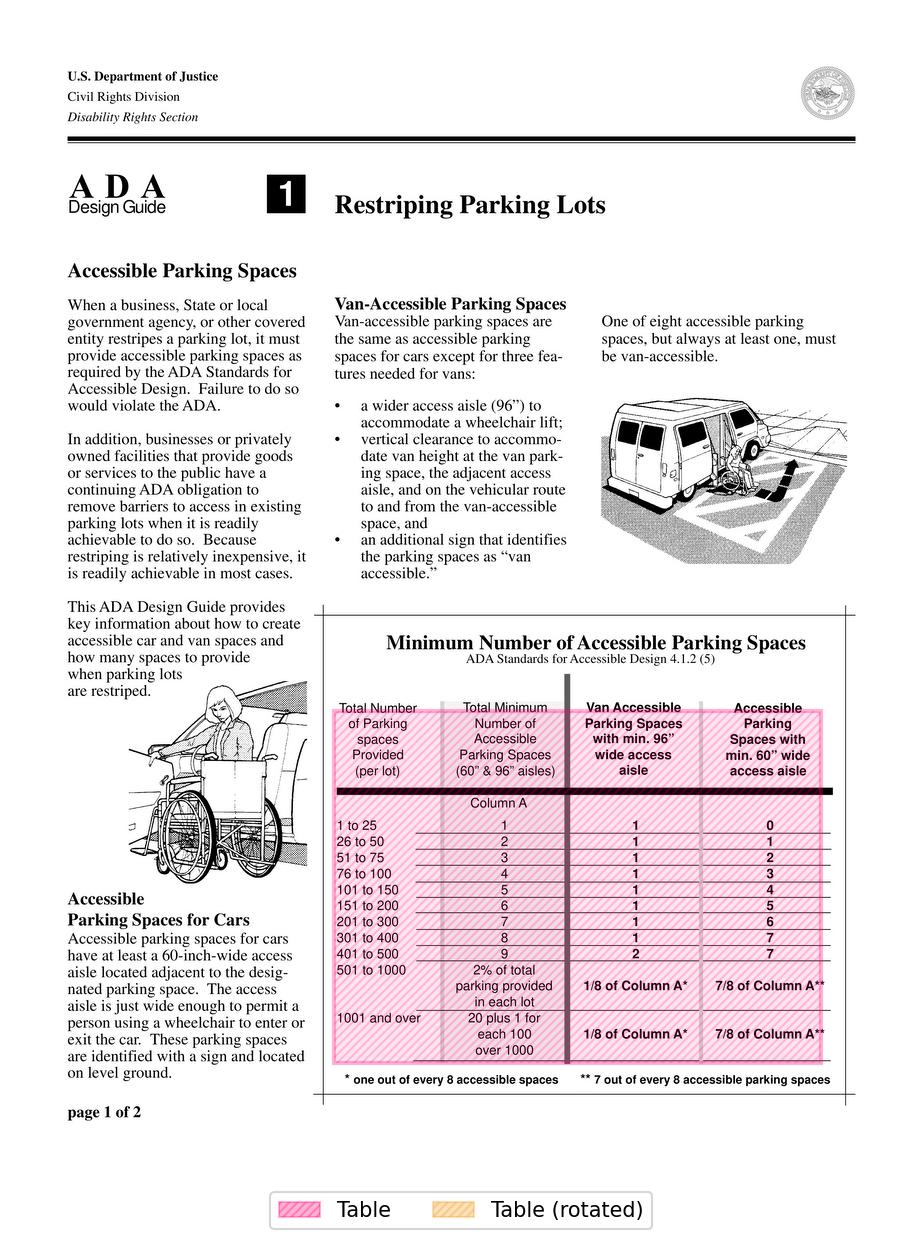 U.S. Department of Justice
Civil Rights Division
Disability Rights Section
A D A
Design Guide
1
Restriping Parking Lots
Accessible Parking Spaces
When a business, State or local
government agency, or other covered
entity restripes a parking lot, it must
provide accessible parking spaces as
required by the ADA Standards for
Accessible Design. Failure to do so
would violate the ADA.
In addition, businesses or privately
owned facilities that provide goods
or services to the public have a
continuing ADA obligation to
remove barriers to access in existing
parking lots when it is readily
achievable to do so. Because
restriping is relatively inexpensive, it
is readily achievable in most cases.
This ADA Design Guide provides
key information about how to create
accessible car and van spaces and
how many spaces to provide
when parking lots
are restriped.
Accessible
Parking Spaces for Cars
Accessible parking spaces for cars
have at least a 60-inch-wide access
aisle located adjacent to the desig-
nated parking space. The access
aisle is just wide enough to permit a
person using a wheelchair to enter or
exit the car. These parking spaces
are identified with a sign and located
on level ground.
Van-Accessible Parking Spaces
Van-accessible parking spaces are
the same as accessible parking
spaces for cars except for three fea-
tures needed for vans:
• a wider access aisle (96”) to
accommodate a wheelchair lift;
• vertical clearance to accommo-
date van height at the van park-
ing space, the adjacent access
aisle, and on the vehicular route
to and from the van-accessible
space, and
• an additional sign that identifies
the parking spaces as “van
accessible.”
One of eight accessible parking
spaces, but always at least one, must
be van-accessible.
Minimum Number of Accessible Parking Spaces
ADA Standards for Accessible Design 4.1.2 (5)
Total Number Total Minimum Van Accessible Accessible
of Parking Number of Parking Spaces Parking
spaces Accessible with min. 96” Spaces with
Provided Parking Spaces wide access min. 60” wide
(per lot) (60” & 96” aisles) aisle access aisle
Column A
1 to 25 1 1 0
26 to 50 2 1 1
51 to 75 3 1 2
76 to 100 4 1 3
101 to 150 5 1 4
151 to 200 6 1 5
201 to 300 7 1 6
301 to 400 8 1 7
401 to 500 9 2 7
501 to 1000 2% of total
parking provided 1/8 of Column A* 7/8 of Column A**
in each lot
1001 and over 20 plus 1 for
each 100 1/8 of Column A* 7/8 of Column A**
over 1000
* one out of every 8 accessible spaces ** 7 out of every 8 accessible parking spaces
page 1 of 2
Table Table (rotated)